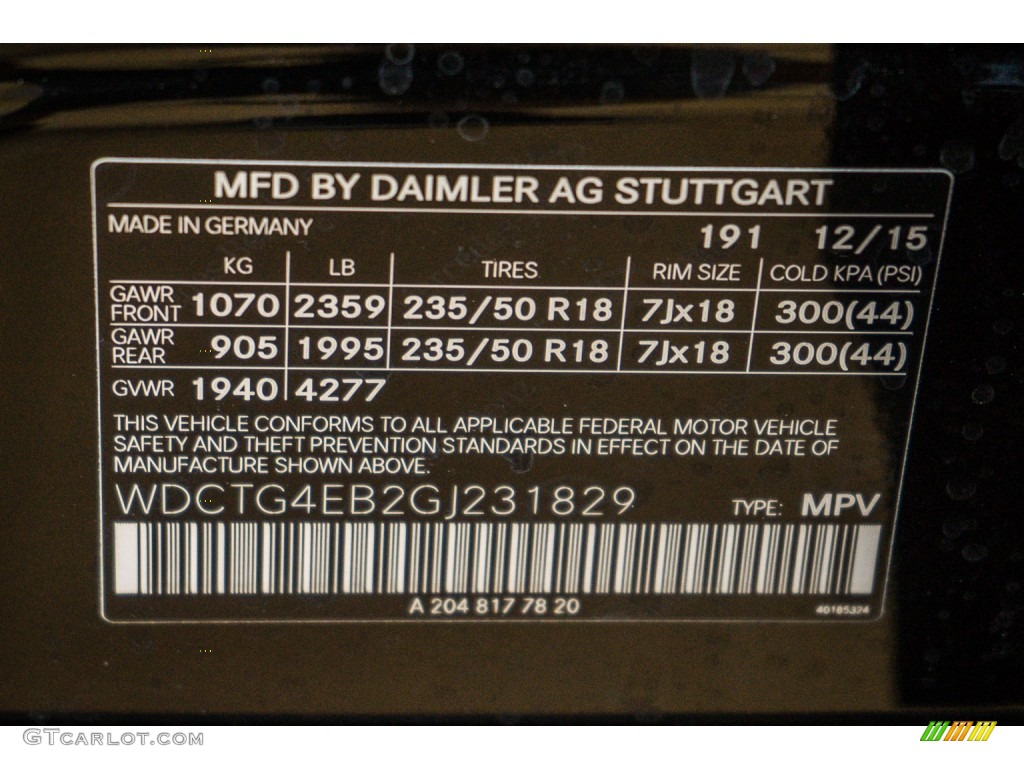 MFD BY DAIMLER AG STUTTGART
MADE IN GERMANY 191 12/15
KG LB TIRES RIM SIZE COLD KPA (PSI)
GAWR FRONT 1070 2359 235/50 R18 7Jx18 300(44)
GAWR REAR 905 1995 235/50 R18 7Jx18 300(44)
GVWR 1940 4277
THIS VEHICLE CONFORMS TO ALL APPLICABLE FEDERAL MOTOR VEHICLE
SAFETY AND THEFT PREVENTION STANDARDS IN EFFECT ON THE DATE OF
MANUFACTURE SHOWN ABOVE.
WDCTG4EB2GJ231829 TYPE: MPV
A 204 817 78 20 40185324
GTCARLOT.COM